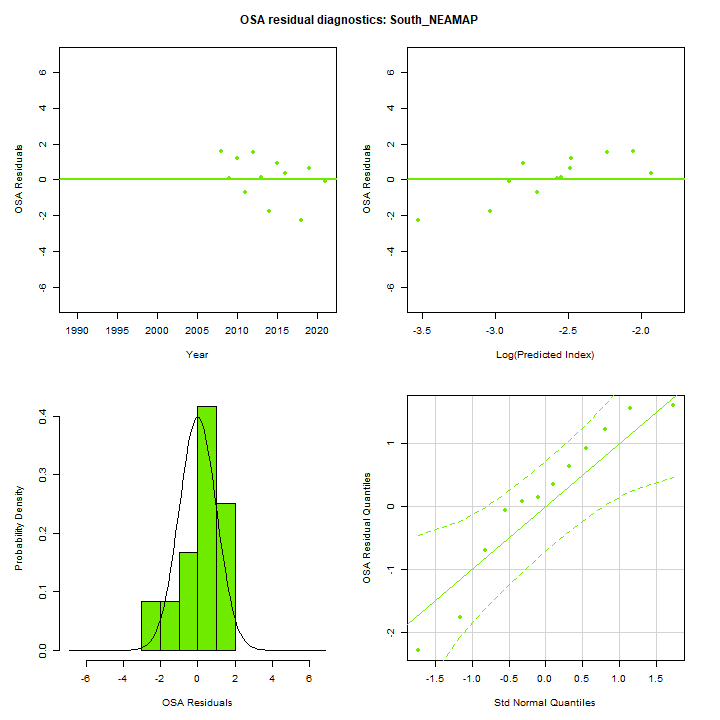 OSA residual diagnostics: South_NEAMAP
OSA Residuals
6
4
2
0
-2
-4
-6
1990 1995 2000 2005 2010 2015 2020
Year
OSA Residuals
6
4
2
0
-2
-4
-6
-3.5 -3.0 -2.5 -2.0
Log(Predicted Index)
Probability Density
0.4
0.3
0.2
0.1
0.0
-6 -4 -2 0 2 4 6
OSA Residuals
OSA Residual Quantiles
1
0
-1
-2
-1.5 -1.0 -0.5 0.0 0.5 1.0 1.5
Std Normal Quantiles